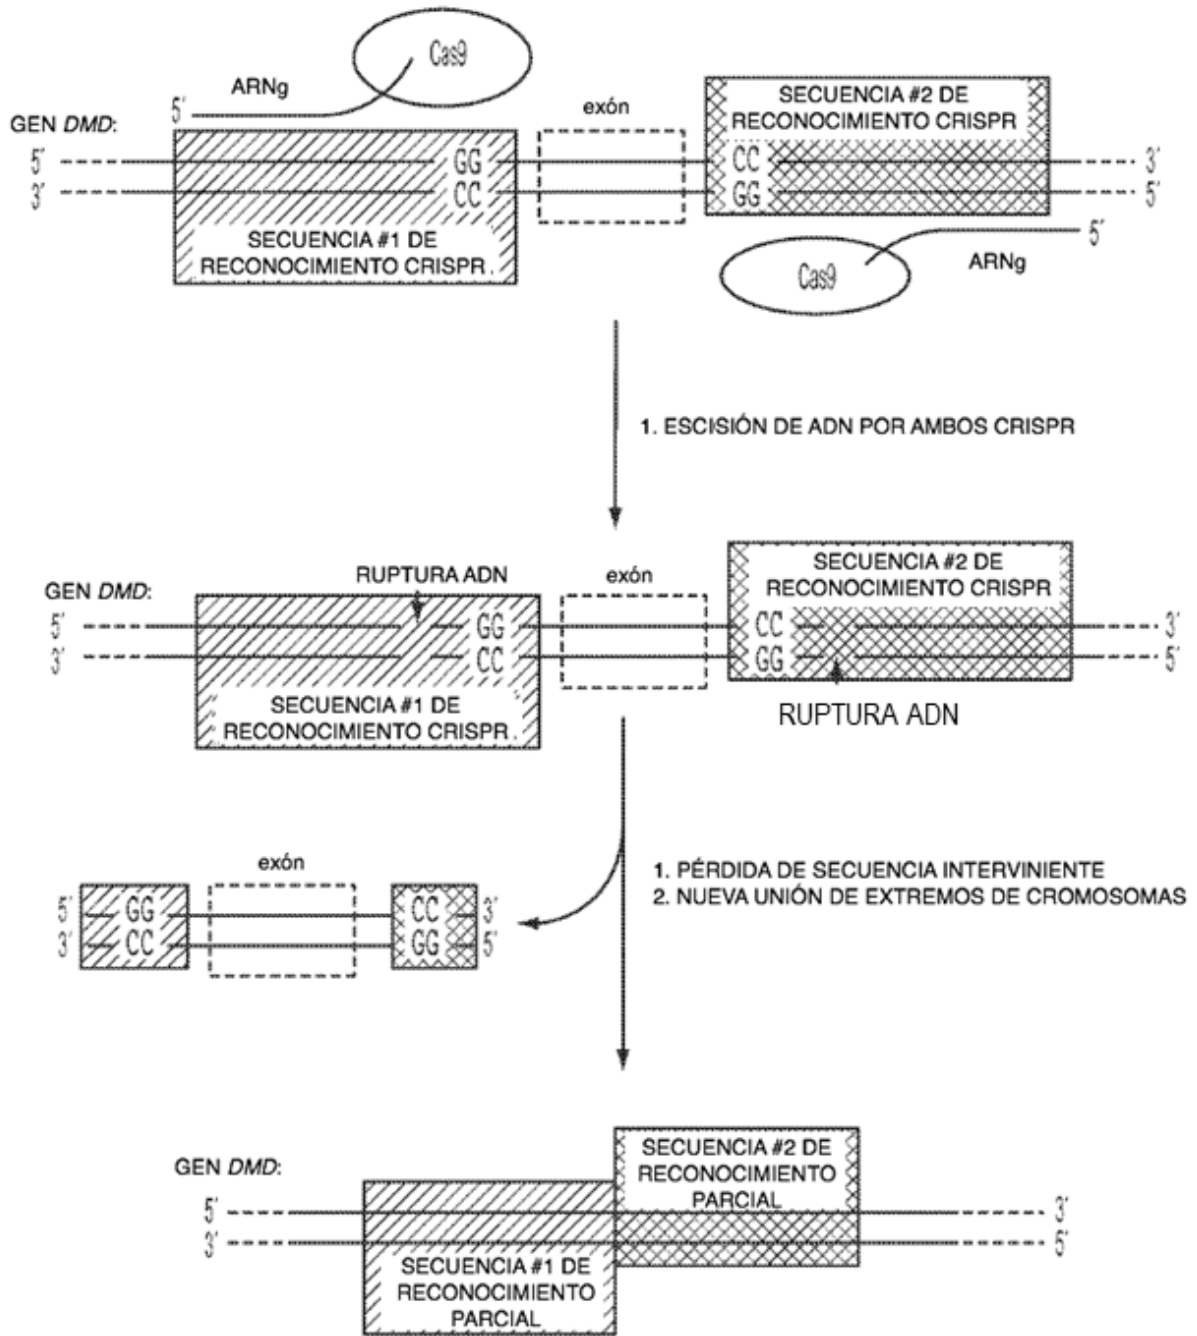 Cas9
ARNg
5´
SECUENCIA #2 DE
RECONOCIMIENTO CRISPR
exón
GEN DMD:
5´ GG CC 3´
3´ CC GG 5´
SECUENCIA #1 DE
RECONOCIMIENTO CRISPR.
5´
Cas9
ARNg
1. ESCISIÓN DE ADN POR AMBOS CRISPR
SECUENCIA #2 DE
RECONOCIMIENTO CRISPR
RUPTURA ADN
exón
GEN DMD:
5´ GG CC 3´
3´ CC GG 5´
SECUENCIA #1 DE
RECONOCIMIENTO CRISPR.
RUPTURA ADN
exón
1. PÉRDIDA DE SECUENCIA INTERVINIENTE
2. NUEVA UNIÓN DE EXTREMOS DE CROMOSOMAS
5´ GG CC 3´
3´ CC GG 5´
SECUENCIA #2 DE
RECONOCIMIENTO
PARCIAL
GEN DMD:
5´ 3´
3´ 5´
SECUENCIA #1 DE
RECONOCIMIENTO
PARCIAL